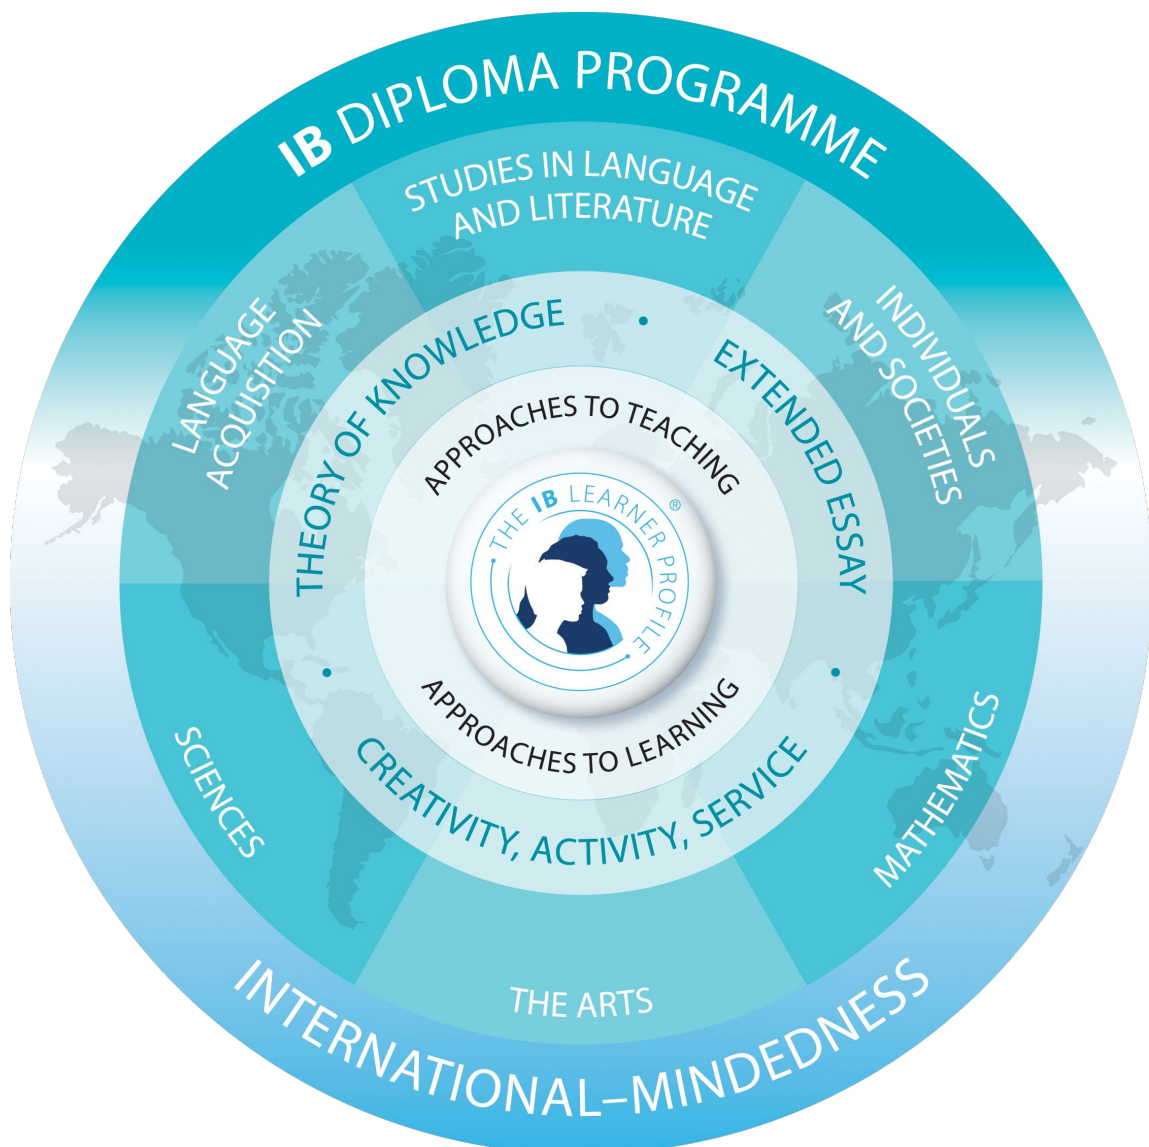 IB DIPLOMA PROGRAMME
STUDIES IN LANGUAGE
AND LITERATURE
LANGUAGE
ACQUISITION
INDIVIDUALS
AND SOCIETIES
THEORY OF KNOWLEDGE
•
EXTENDED ESSAY
•
APPROACHES TO TEACHING
THE IB LEARNER PROFILE
®
APPROACHES TO LEARNING
•
CREATIVITY, ACTIVITY, SERVICE
SCIENCES
MATHEMATICS
THE ARTS
INTERNATIONAL–MINDEDNESS